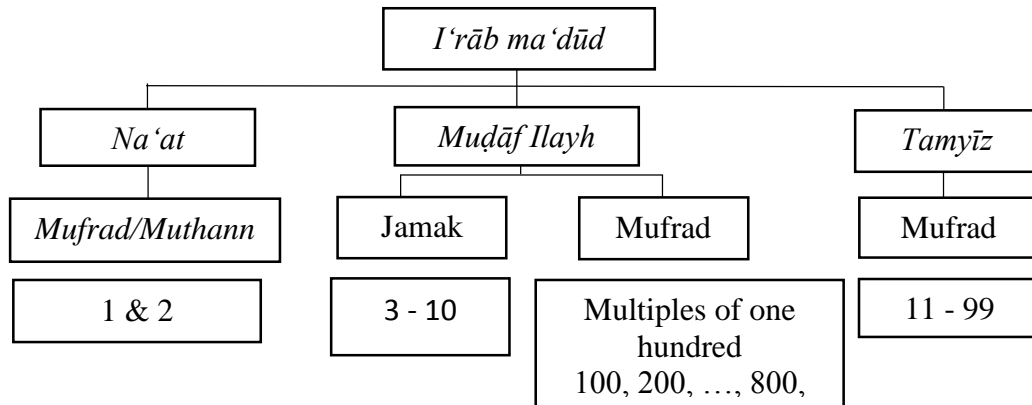 I‘rāb ma‘dūd
Na‘at
Muḍāf Ilayh
Tamyīz
Mufrad/Muthann
Jamak
Mufrad
Mufrad
1 & 2
3 - 10
Multiples of one
hundred
100, 200, …, 800,
11 - 99